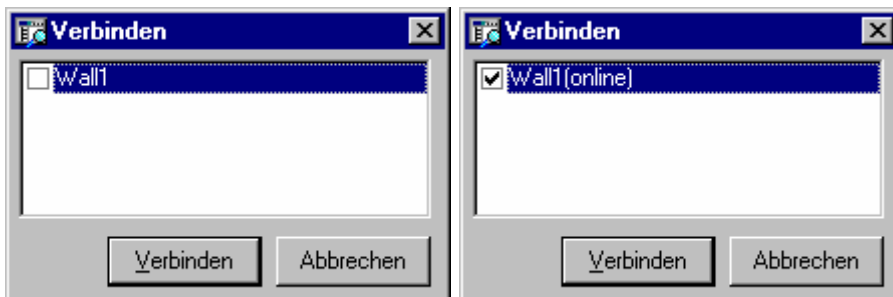 Verbinden
Wall1
Verbinden
Abbrechen
Verbinden
Wall1(online)
Verbinden
Abbrechen